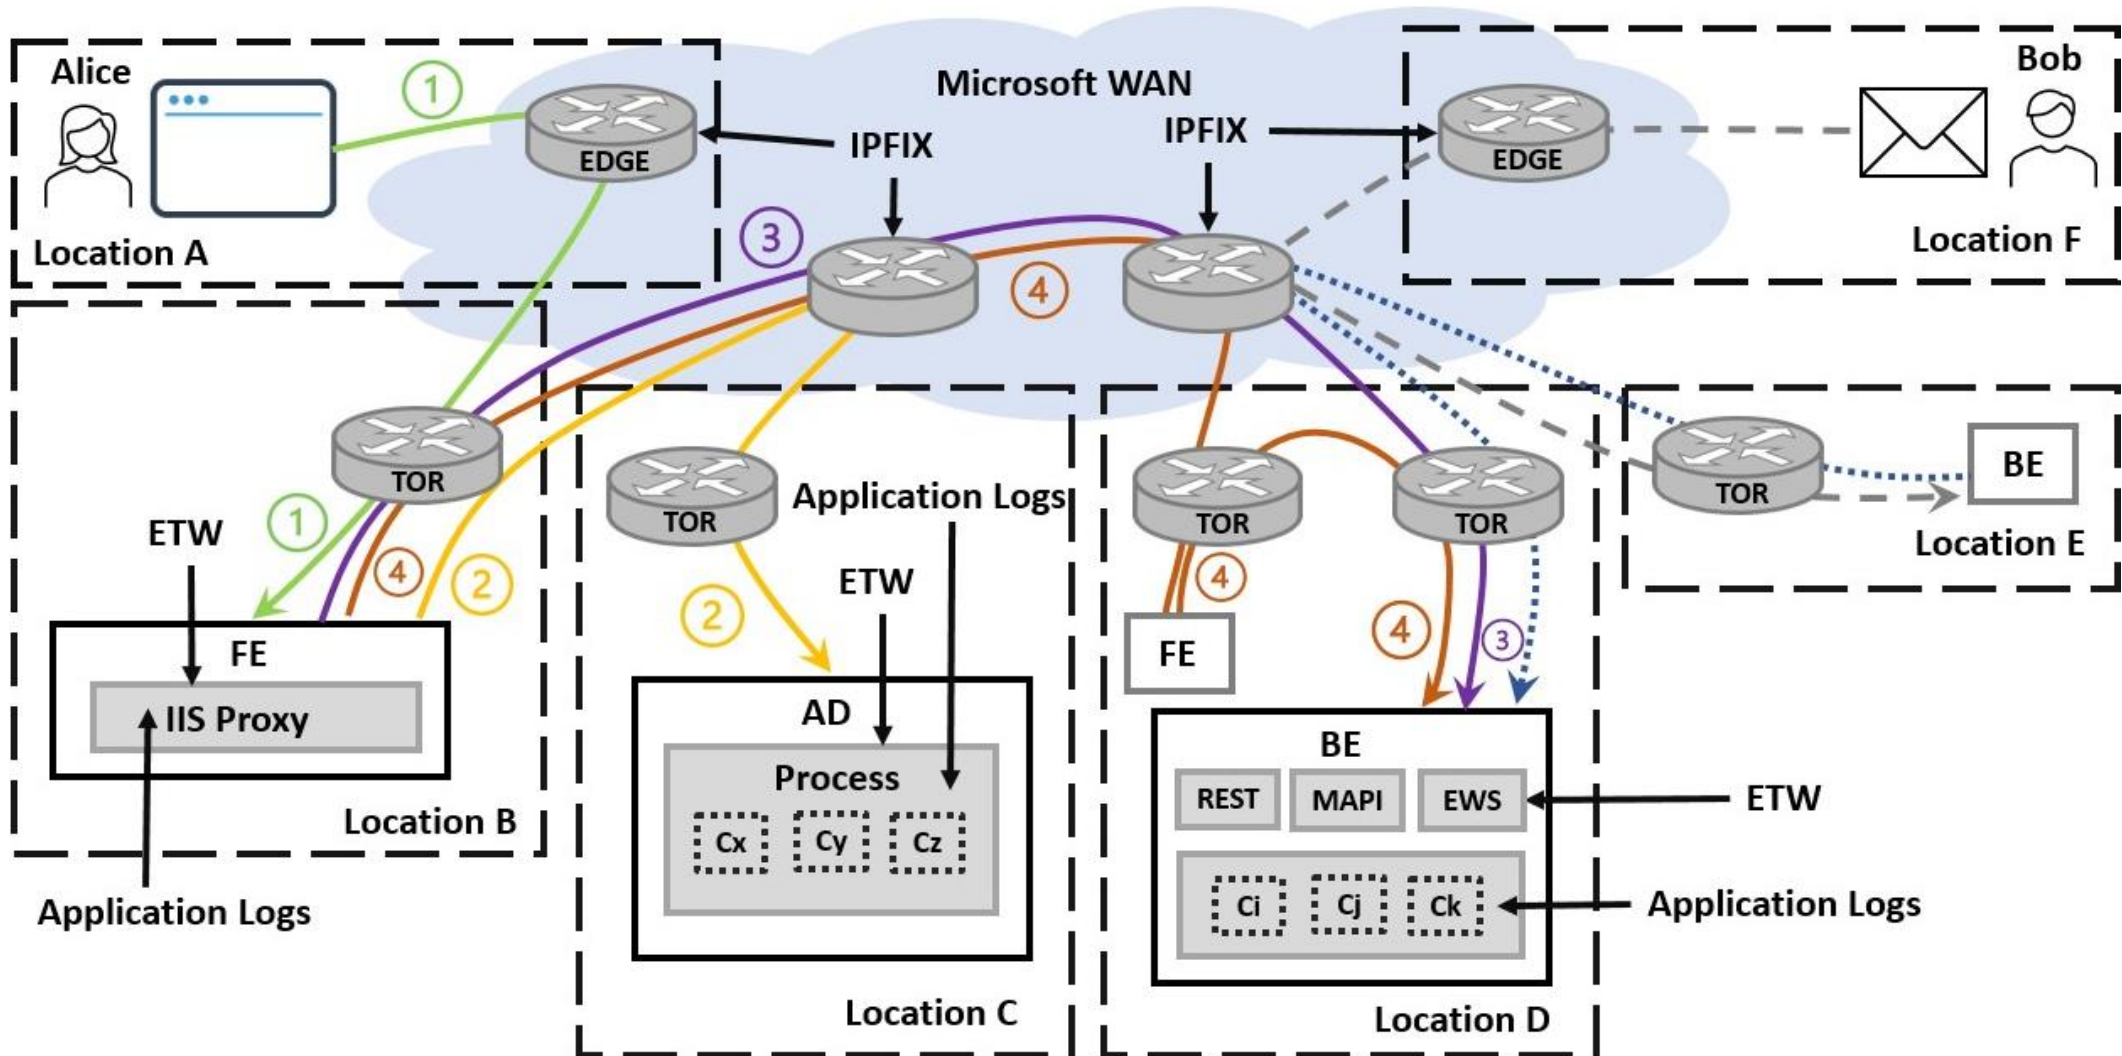 Alice
1
Microsoft WAN
Bob
IPFIX
IPFIX
EDGE
EDGE
Location A
3
4
Location F
TOR
TOR
Application Logs
TOR
TOR
TOR
BE
Location E
ETW
1
4
2
ETW
2
4
4
3
FE
IIS Proxy
FE
AD
Process
Cx
Cy
Cz
BE
REST
MAPI
EWS
ETW
Ci
Cj
Ck
Application Logs
Location B
Application Logs
Location C
Location D